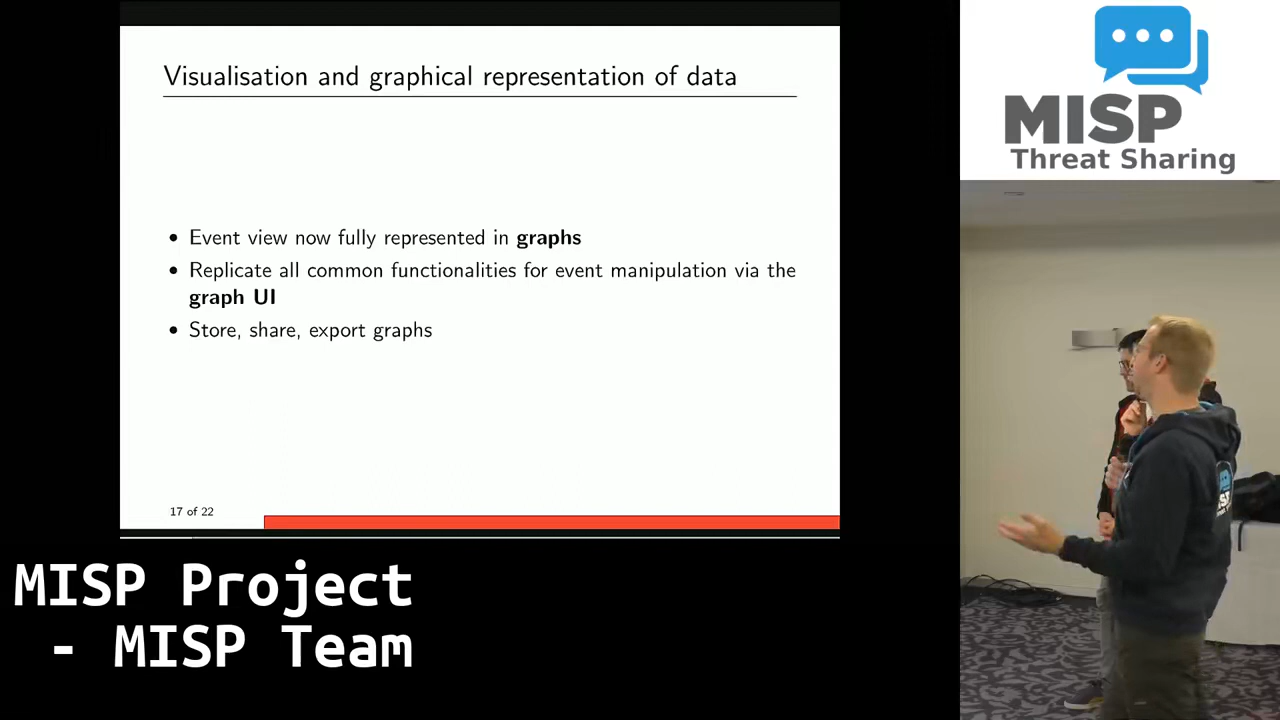 Visualisation and graphical representation of data
• Event view now fully represented in graphs
• Replicate all common functionalities for event manipulation via the
graph UI
• Store, share, export graphs
17 of 22
MISP
Threat Sharing
MISP Project
- MISP Team